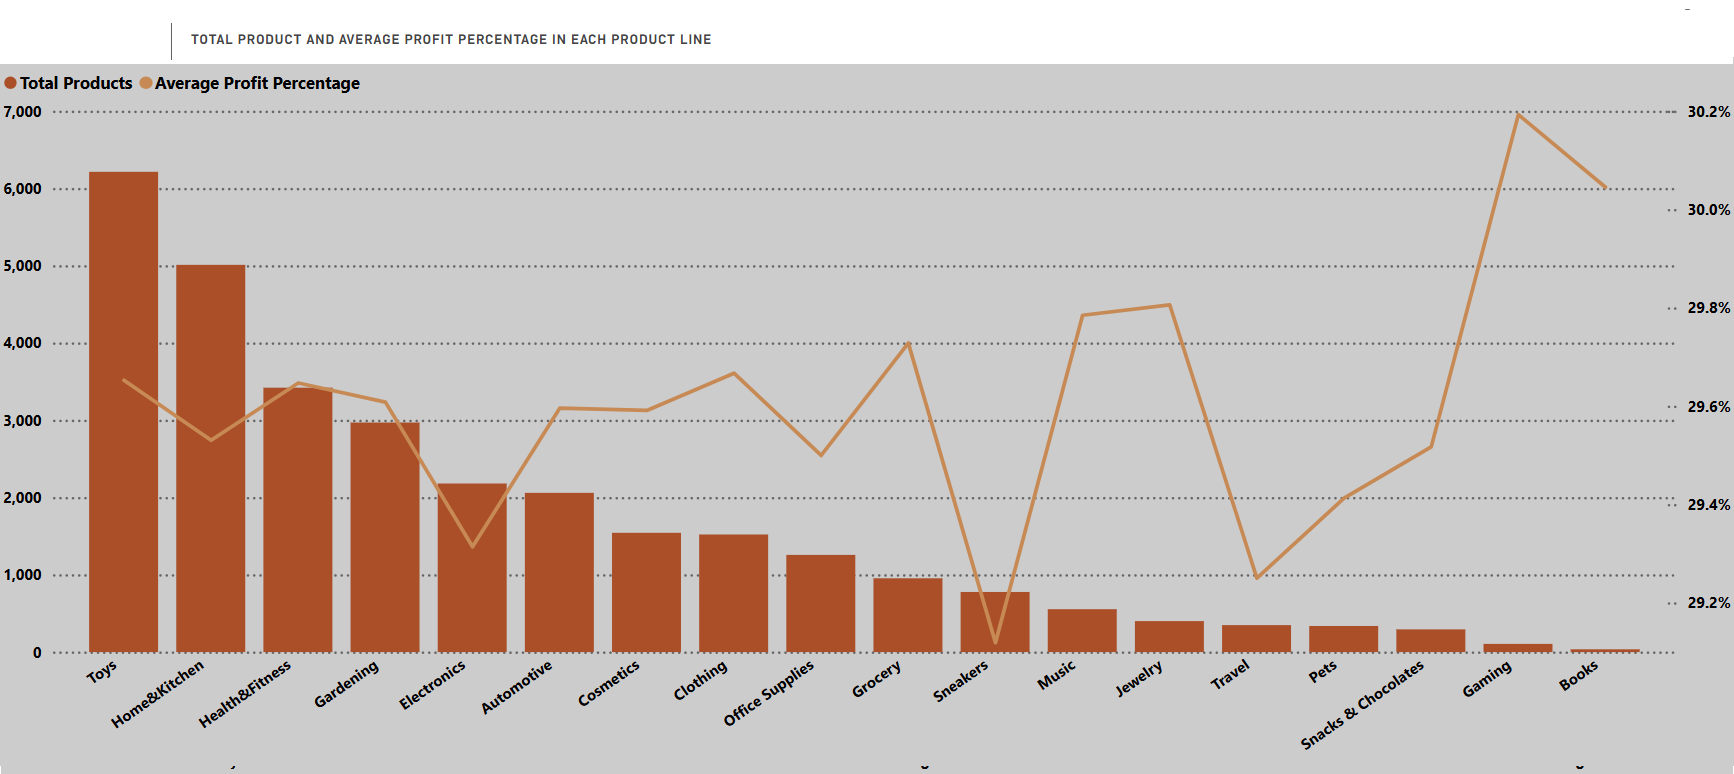 TOTAL PRODUCT AND AVERAGE PROFIT PERCENTAGE IN EACH PRODUCT LINE
Total Products Average Profit Percentage
7,000 30.2%
6,000
30.0%
5,000
29.8%
4,000
29.6%
3,000
2,000
29.4%
1,000
29.2%
0
Toys
Home&Kitchen
Health&Fitness
Gardening
Electronics
Automotive
Cosmetics
Clothing
Office Supplies
Grocery
Sneakers
Music
Jewelry
Travel
Pets
Snacks & Chocolates
Gaming
Books